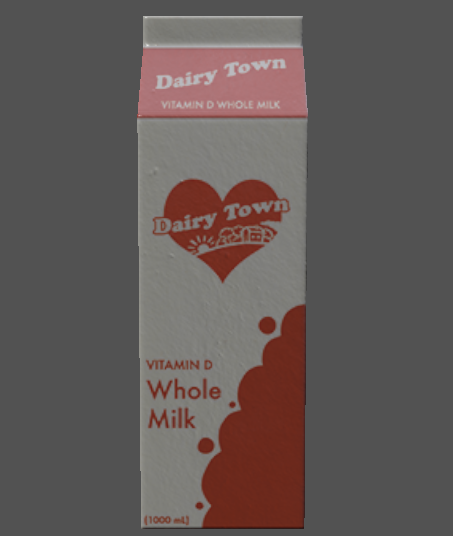 Dairy Town
VITAMIN D WHOLE MILK
Dairy Town
VITAMIN D
Whole
Milk
(1000 mL)